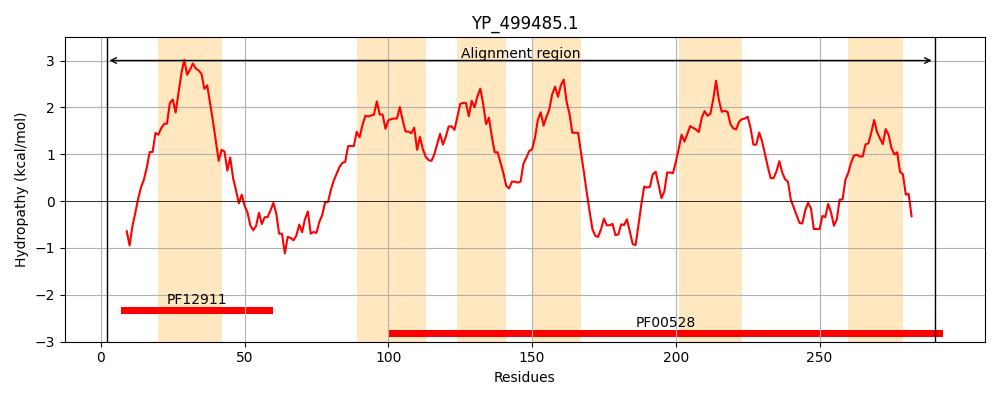 YP_499485.1
Alignment region
Hydropathy (kcal/mol)
3
2
1
0
−1
−2
−3
PF12911
PF00528
0
50
100
150
200
250
Residues